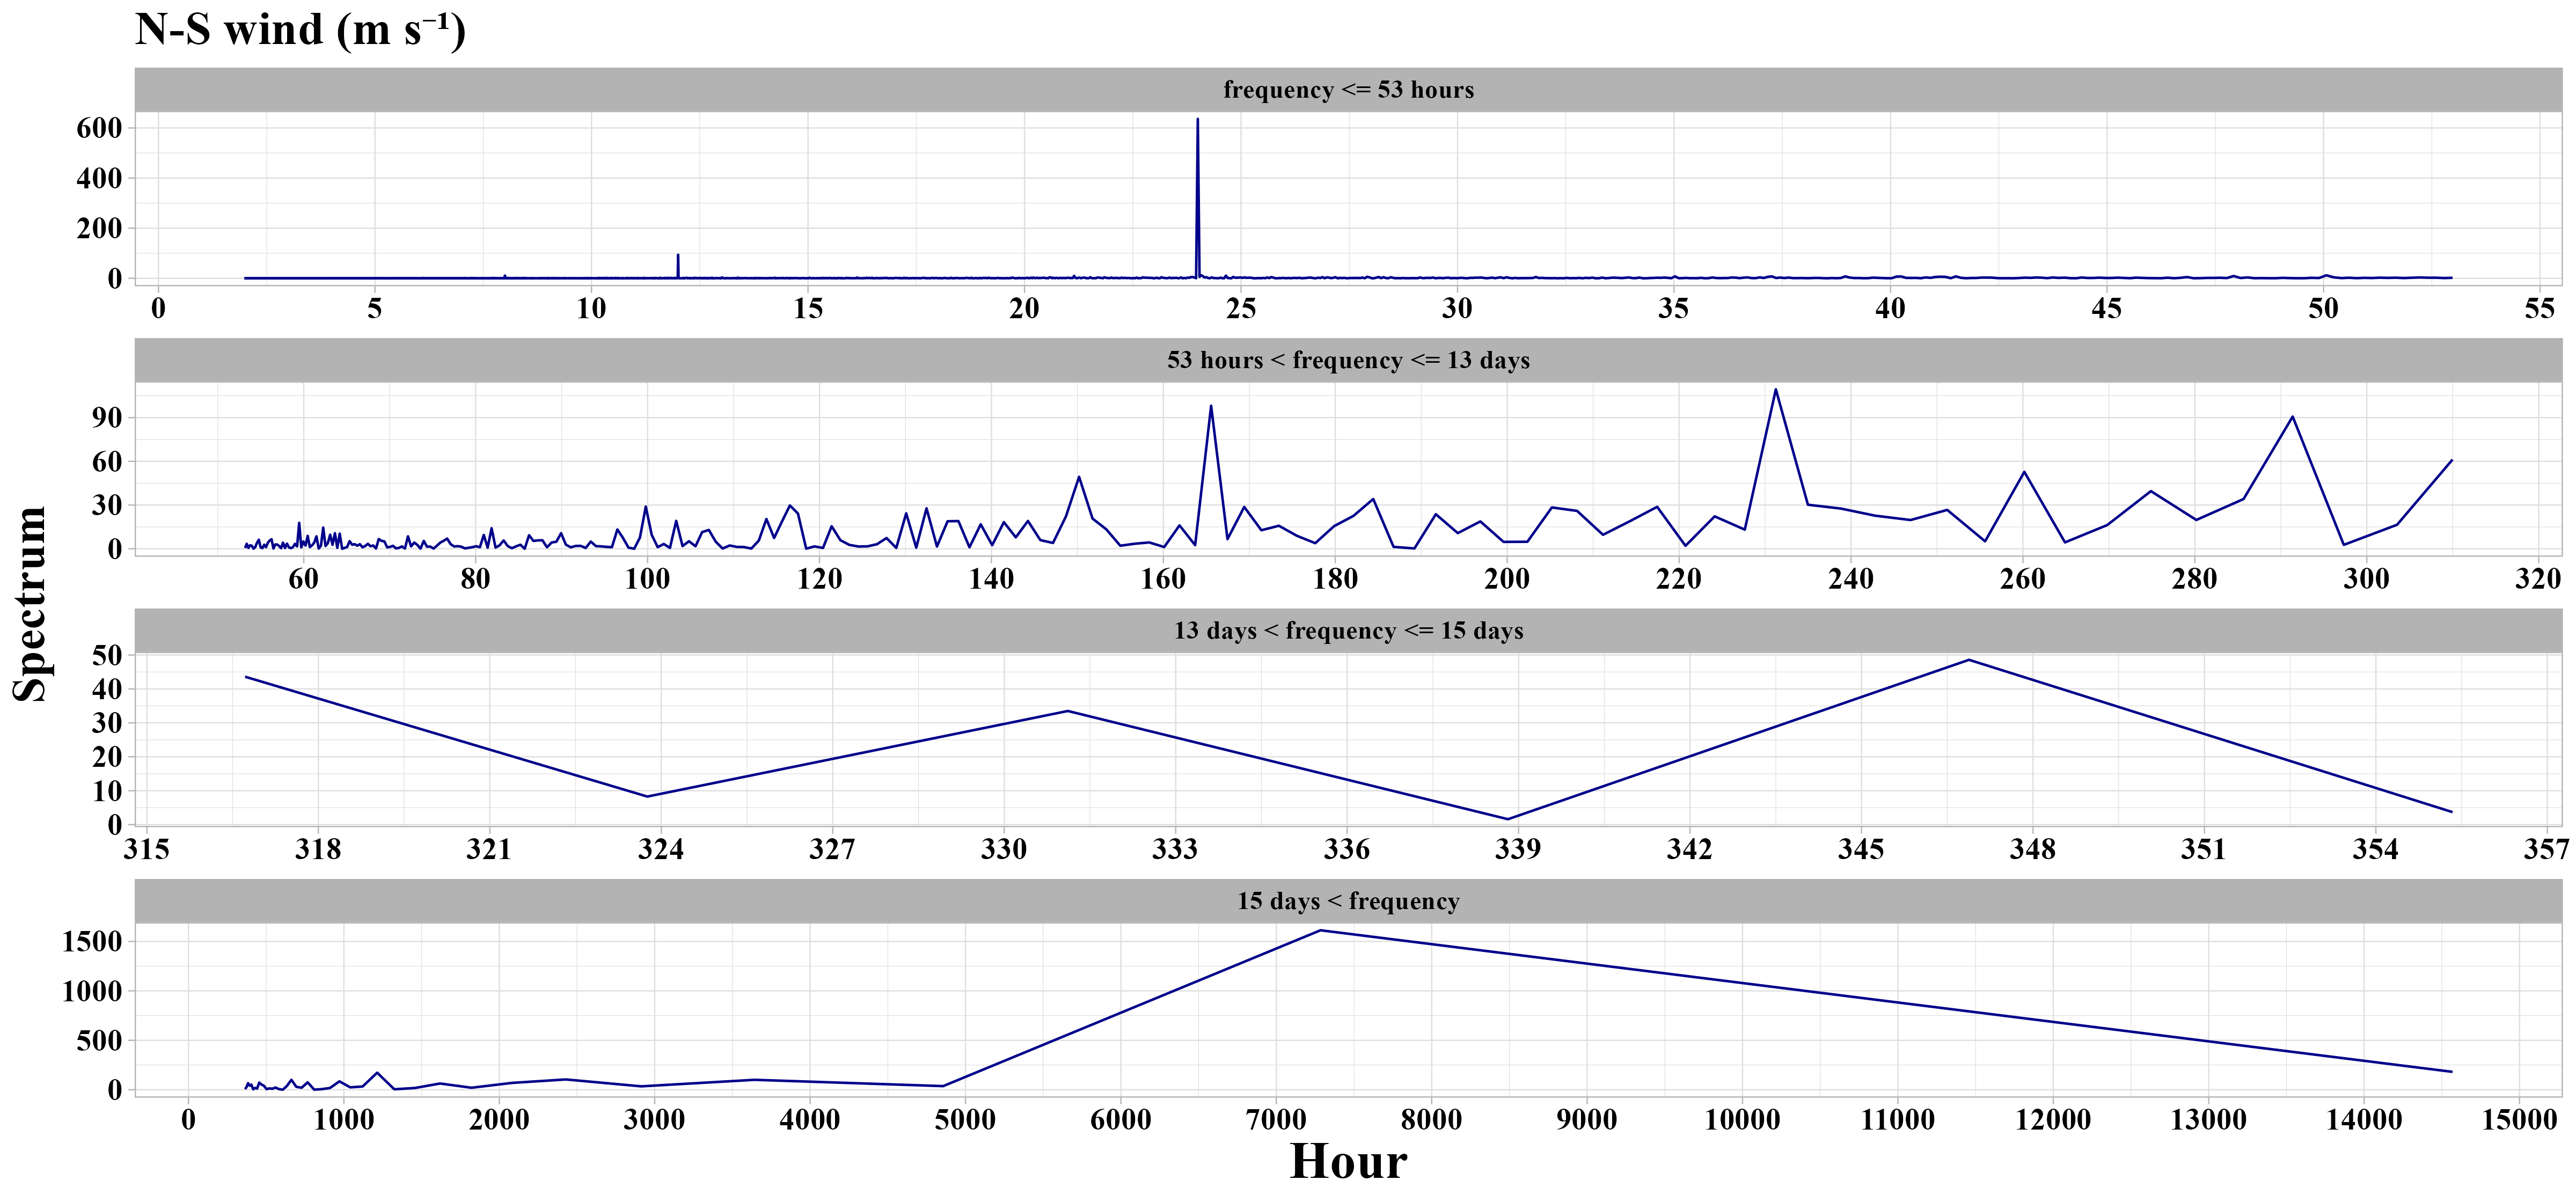 N-S wind (m s⁻¹)
frequency <= 53 hours
600
400
200
0
0 5 10 15 20 25 30 35 40 45 50 55
53 hours < frequency <= 13 days
90
60
30
0
60 80 100 120 140 160 180 200 220 240 260 280 300 320
13 days < frequency <= 15 days
50
40
30
20
10
0
315 318 321 324 327 330 333 336 339 342 345 348 351 354 357
15 days < frequency
1500
1000
500
0
0 1000 2000 3000 4000 5000 6000 7000 8000 9000 10000 11000 12000 13000 14000 15000
Spectrum
Hour